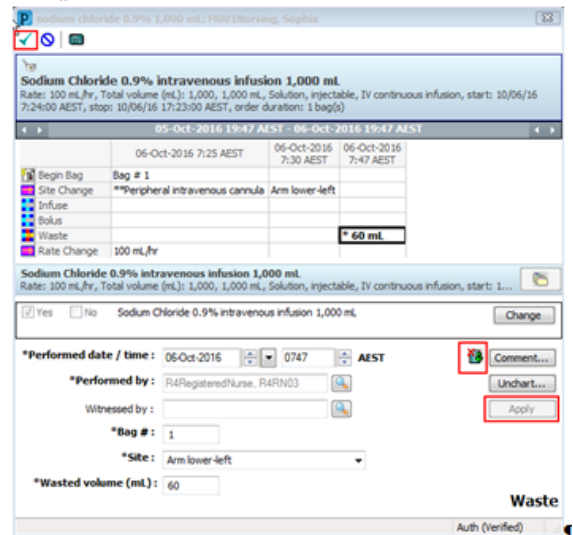 sodium chloride 0.9% 1,000 mL: M001Nursing, Sophia
Sodium Chloride 0.9% intravenous infusion 1,000 mL
Rate: 100 mL/hr, Total volume (mL): 1,000, 1,000 mL, Solution, injectable, IV continuous infusion, start: 10/06/16
7:24:00 AEST, stop: 10/06/16 17:23:00 AEST, order duration: 1 bag(s)
05-Oct-2016 19:47 AEST - 06-Oct-2016 19:47 AEST
06-Oct-2016 7:25 AEST 06-Oct-2016 7:30 AEST 06-Oct-2016 7:47 AEST
Begin Bag Bag # 1
Site Change **Peripheral intravenous cannula Arm lower-left
Infuse
Bolus
Waste * 60 mL
Rate Change 100 mL/hr
Sodium Chloride 0.9% intravenous infusion 1,000 mL
Rate: 100 mL/hr, Total volume (mL): 1,000, 1,000 mL, Solution, injectable, IV continuous infusion, start: 1...
Yes No Sodium Chloride 0.9% intravenous infusion 1,000 mL Change
*Performed date / time : 06-Oct-2016 0747 AEST Comment...
*Performed by : R4RegisteredNurse, R4RN03 Unchart...
Witnessed by : Apply
*Bag # : 1
*Site : Arm lower-left
*Wasted volume (mL) : 60
Waste
Auth (Verified)